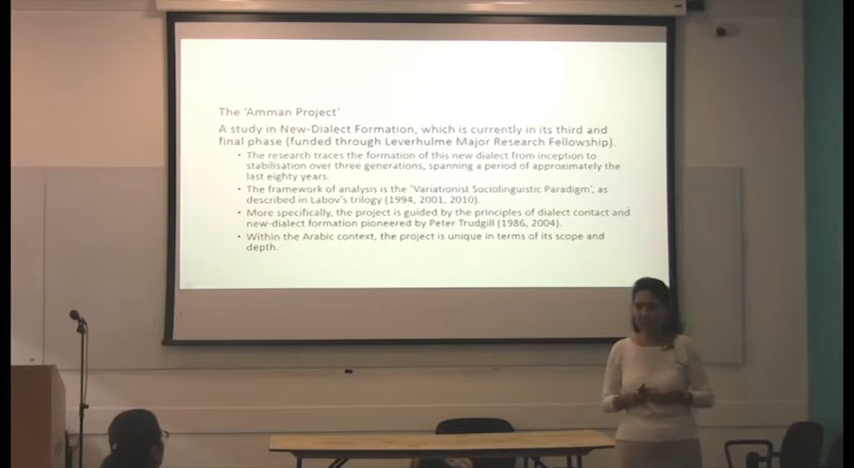 The 'Amman Project'
A study in New-Dialect Formation, which is currently in its third and
final phase (funded through Leverhulme Major Research Fellowship).
• The research traces the formation of this new dialect from inception to
stabilisation over three generations, spanning a period of approximately the
last eighty years.
• The framework of analysis is the 'Variationist Sociolinguistic Paradigm', as
described in Labov's trilogy (1994, 2001, 2010).
• More specifically, the project is guided by the principles of dialect contact and
new-dialect formation pioneered by Peter Trudgill (1986, 2004).
• Within the Arabic context, the project is unique in terms of its scope and
depth.